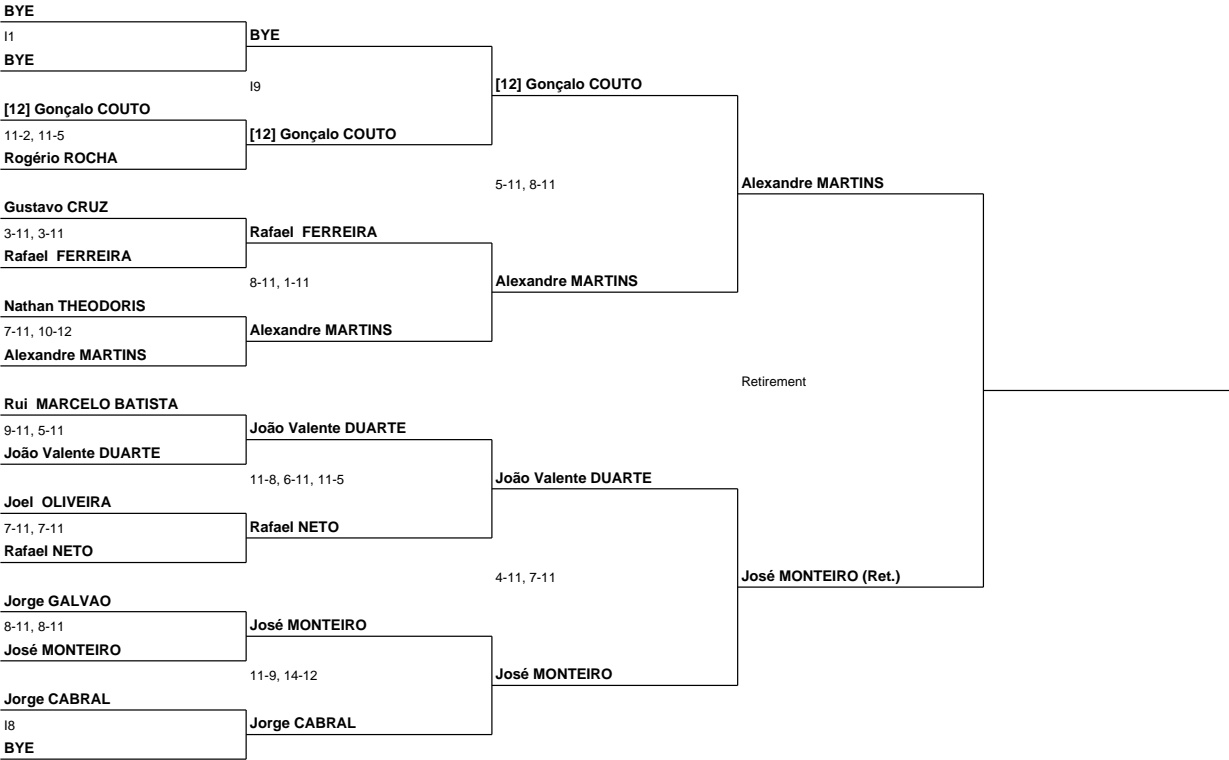 BYE
I1
BYE
BYE
I9
[12] Gonçalo COUTO
[12] Gonçalo COUTO
11-2, 11-5
[12] Gonçalo COUTO
Rogério ROCHA
5-11, 8-11
Alexandre MARTINS
Gustavo CRUZ
3-11, 3-11
Rafael  FERREIRA
Rafael  FERREIRA
8-11, 1-11
Alexandre MARTINS
Nathan THEODORIS
7-11, 10-12
Alexandre MARTINS
Alexandre MARTINS
Retirement
Rui  MARCELO BATISTA
9-11, 5-11
João Valente DUARTE
João Valente DUARTE
11-8, 6-11, 11-5
João Valente DUARTE
Joel  OLIVEIRA
7-11, 7-11
Rafael NETO
Rafael NETO
4-11, 7-11
José MONTEIRO (Ret.)
Jorge GALVAO
8-11, 8-11
José MONTEIRO
José MONTEIRO
11-9, 14-12
José MONTEIRO
Jorge CABRAL
I8
Jorge CABRAL
BYE